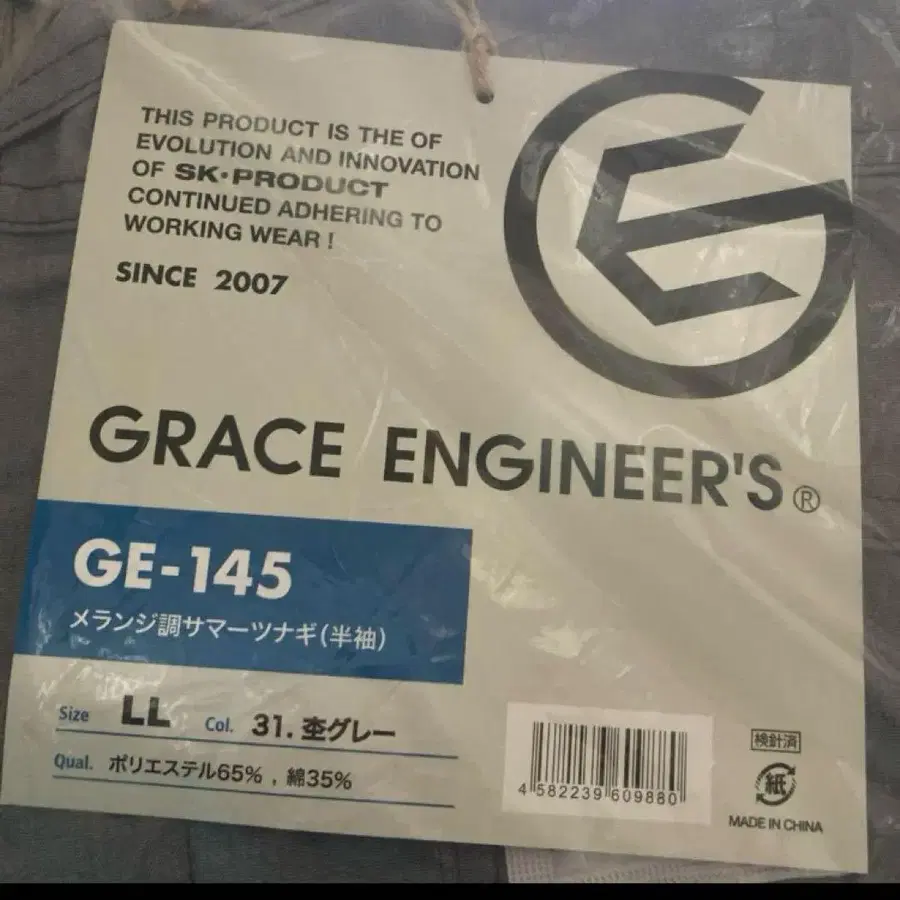 THIS PRODUCT IS THE OF
EVOLUTION AND INNOVATION
OF SK•PRODUCT
CONTINUED ADHERING TO
WORKING WEAR !
SINCE 2007
GRACE ENGINEER'S®
GE-145
メランジ調サマーツナギ(半袖)
Size LL Col. 31. 杢グレー
Qual. ポリエステル65% , 綿35%
4 582239 609880
検針済
紙
MADE IN CHINA